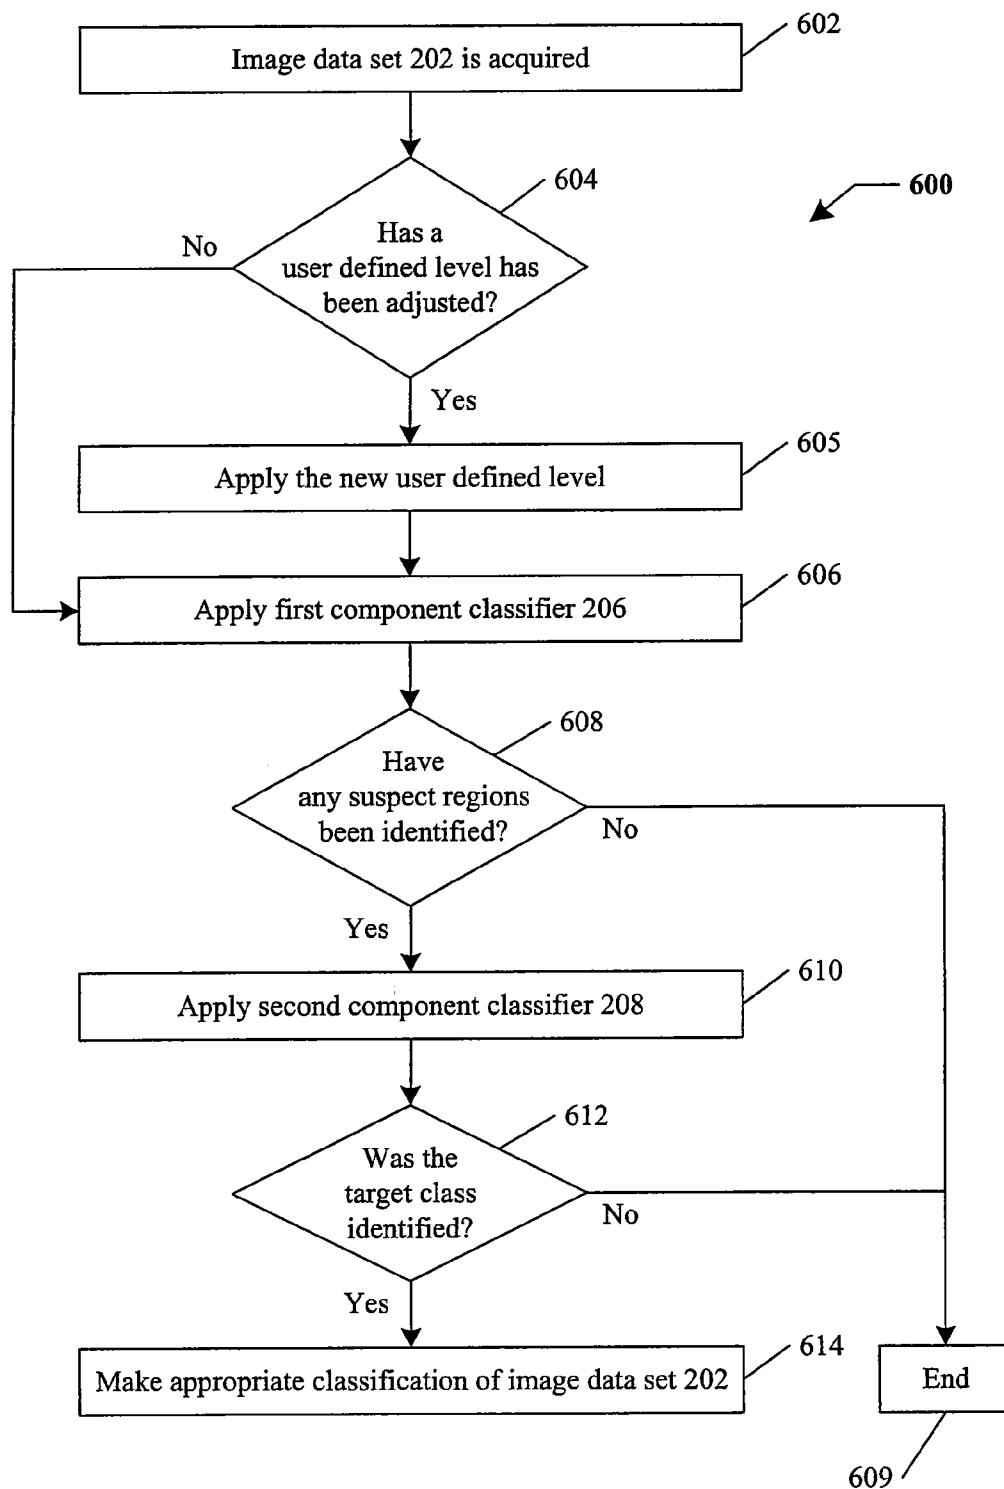 602
Image data set 202 is acquired
604
600
No
Has a
user defined level has
been adjusted?
Yes
605
Apply the new user defined level
606
Apply first component classifier 206
608
Have
any suspect regions
been identified?
No
Yes
610
Apply second component classifier 208
612
Was the
target class
identified?
No
Yes
614
Make appropriate classification of image data set 202
End
609